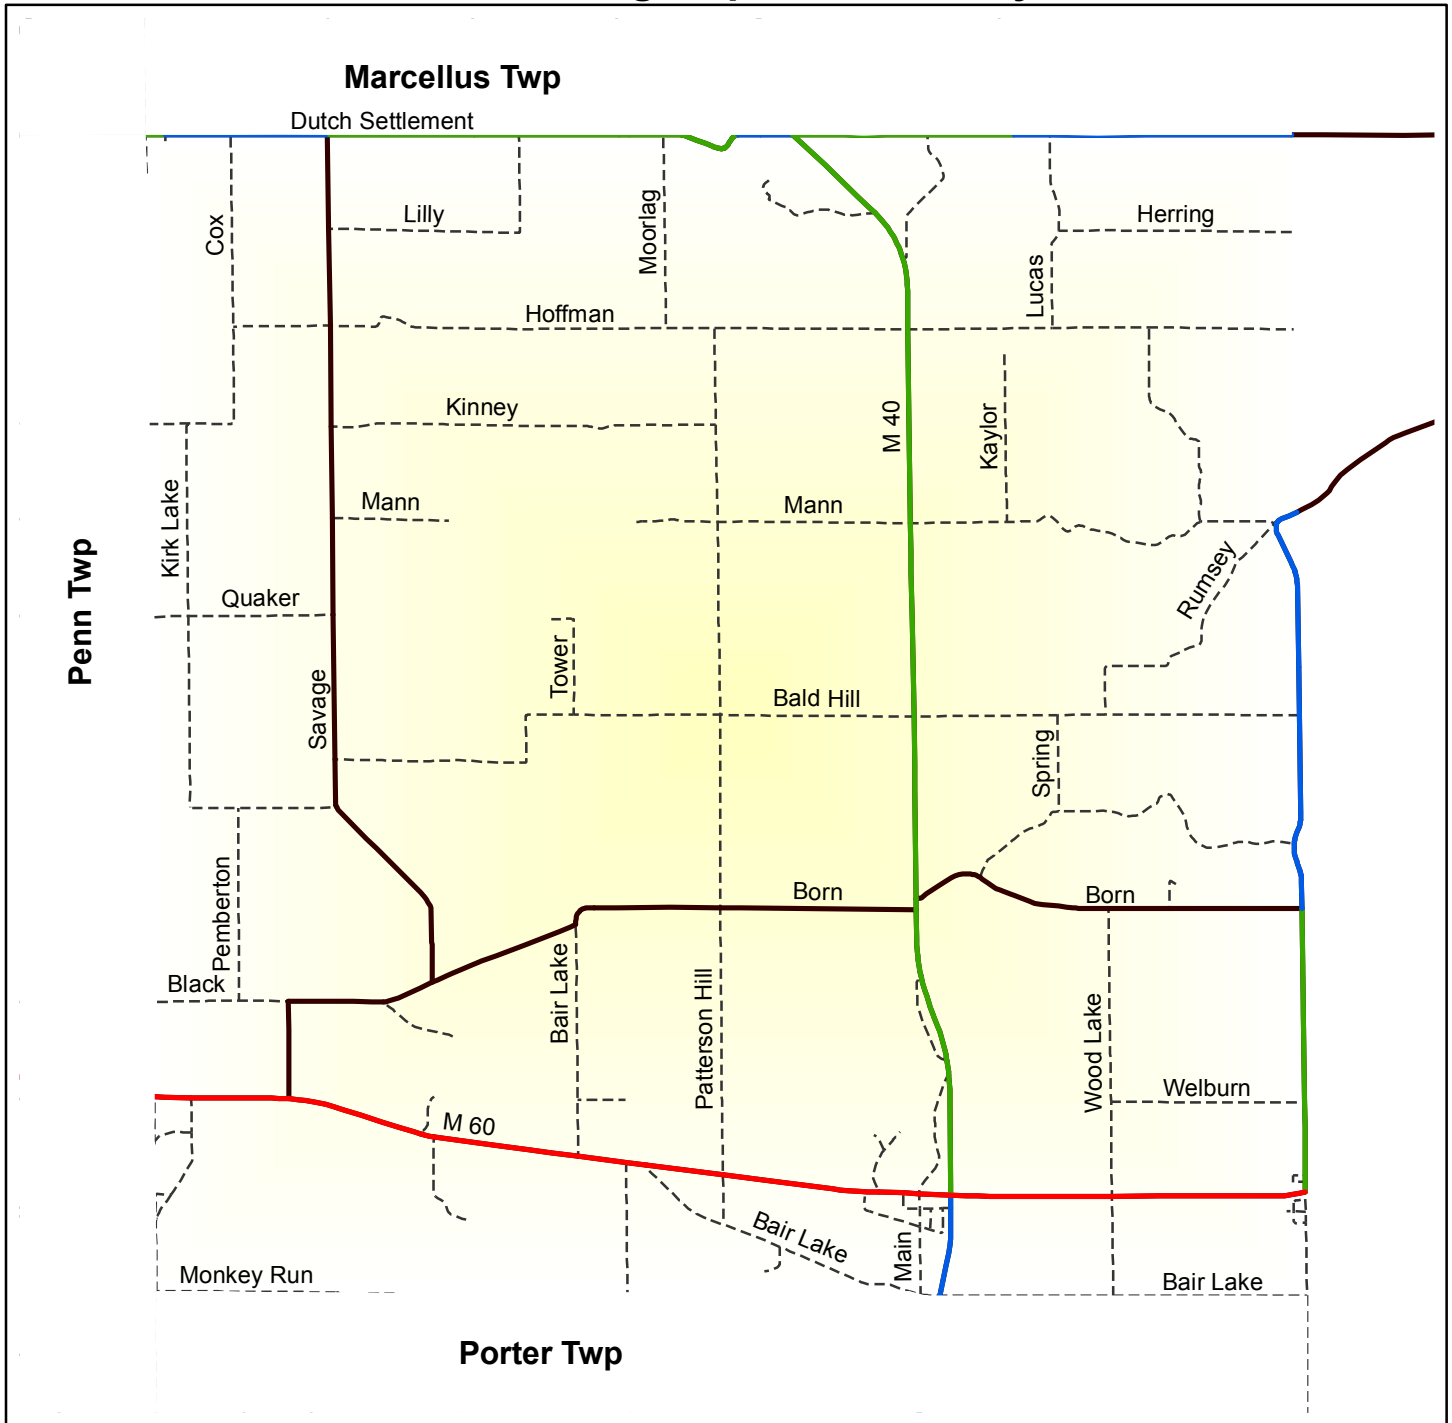 Marcellus Twp
Dutch Settlement
Cox
Lilly
Moorlag
Herring
Lucas
Hoffman
Kinney
M 40
Kaylor
Kirk Lake
Mann
Mann
Penn Twp
Quaker
Rumsey
Savage
Tower
Bald Hill
Spring
Pemberton
Born
Born
Black
Bair Lake
Patterson Hill
Wood Lake
Welburn
M 60
Bair Lake
Main
Monkey Run
Bair Lake
Porter Twp